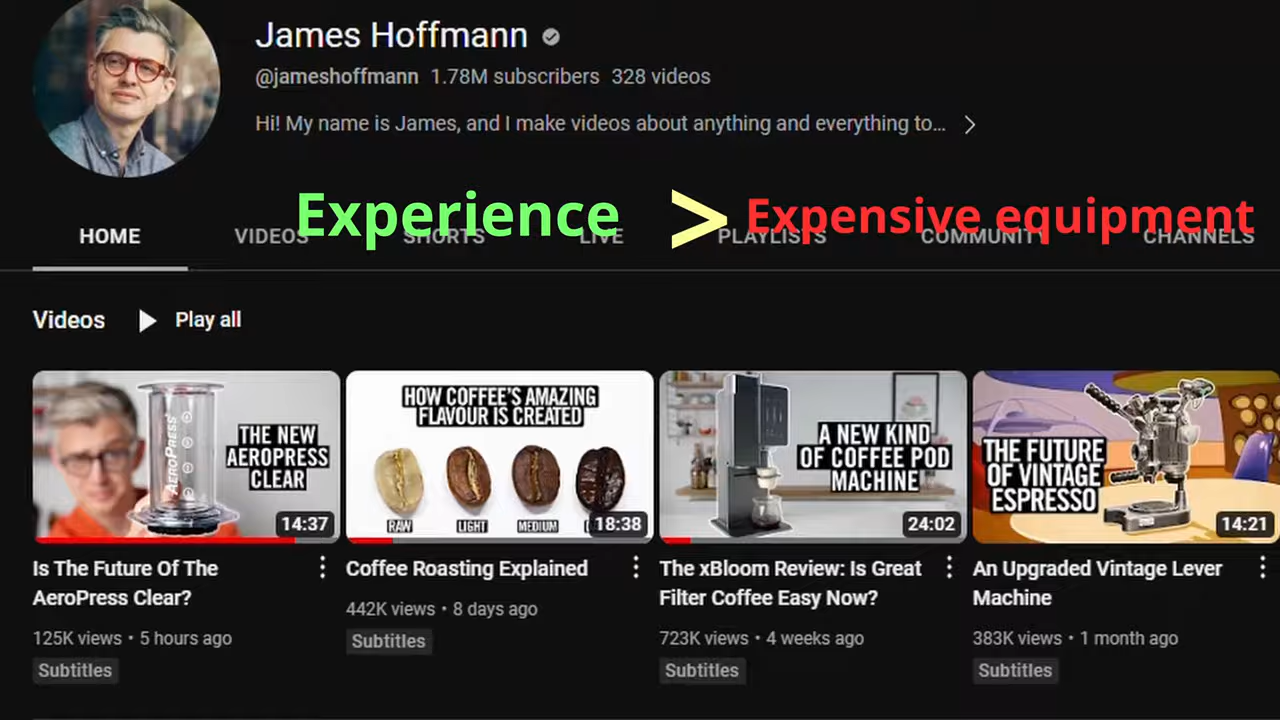 James Hoffmann
@jameshoffmann 1.78M subscribers 328 videos
Hi! My name is James, and I make videos about anything and everything to...
Experience > Expensive equipment
HOME VIDEOS SHORTS LIVE PLAYLISTS COMMUNITY CHANNELS
Videos Play all
AEROPRESS
THE NEW
AEROPRESS
CLEAR
14:37
HOW COFFEE'S AMAZING
FLAVOUR IS CREATED
RAW LIGHT MEDIUM
18:38
A NEW KIND
OF COFFEE POD
MACHINE
24:02
THE FUTURE
OF VINTAGE
ESPRESSO
14:21
Is The Future Of The
AeroPress Clear?
125K views • 5 hours ago
Subtitles
Coffee Roasting Explained
442K views • 8 days ago
Subtitles
The xBloom Review: Is Great
Filter Coffee Easy Now?
723K views • 4 weeks ago
Subtitles
An Upgraded Vintage Lever
Machine
383K views • 1 month ago
Subtitles